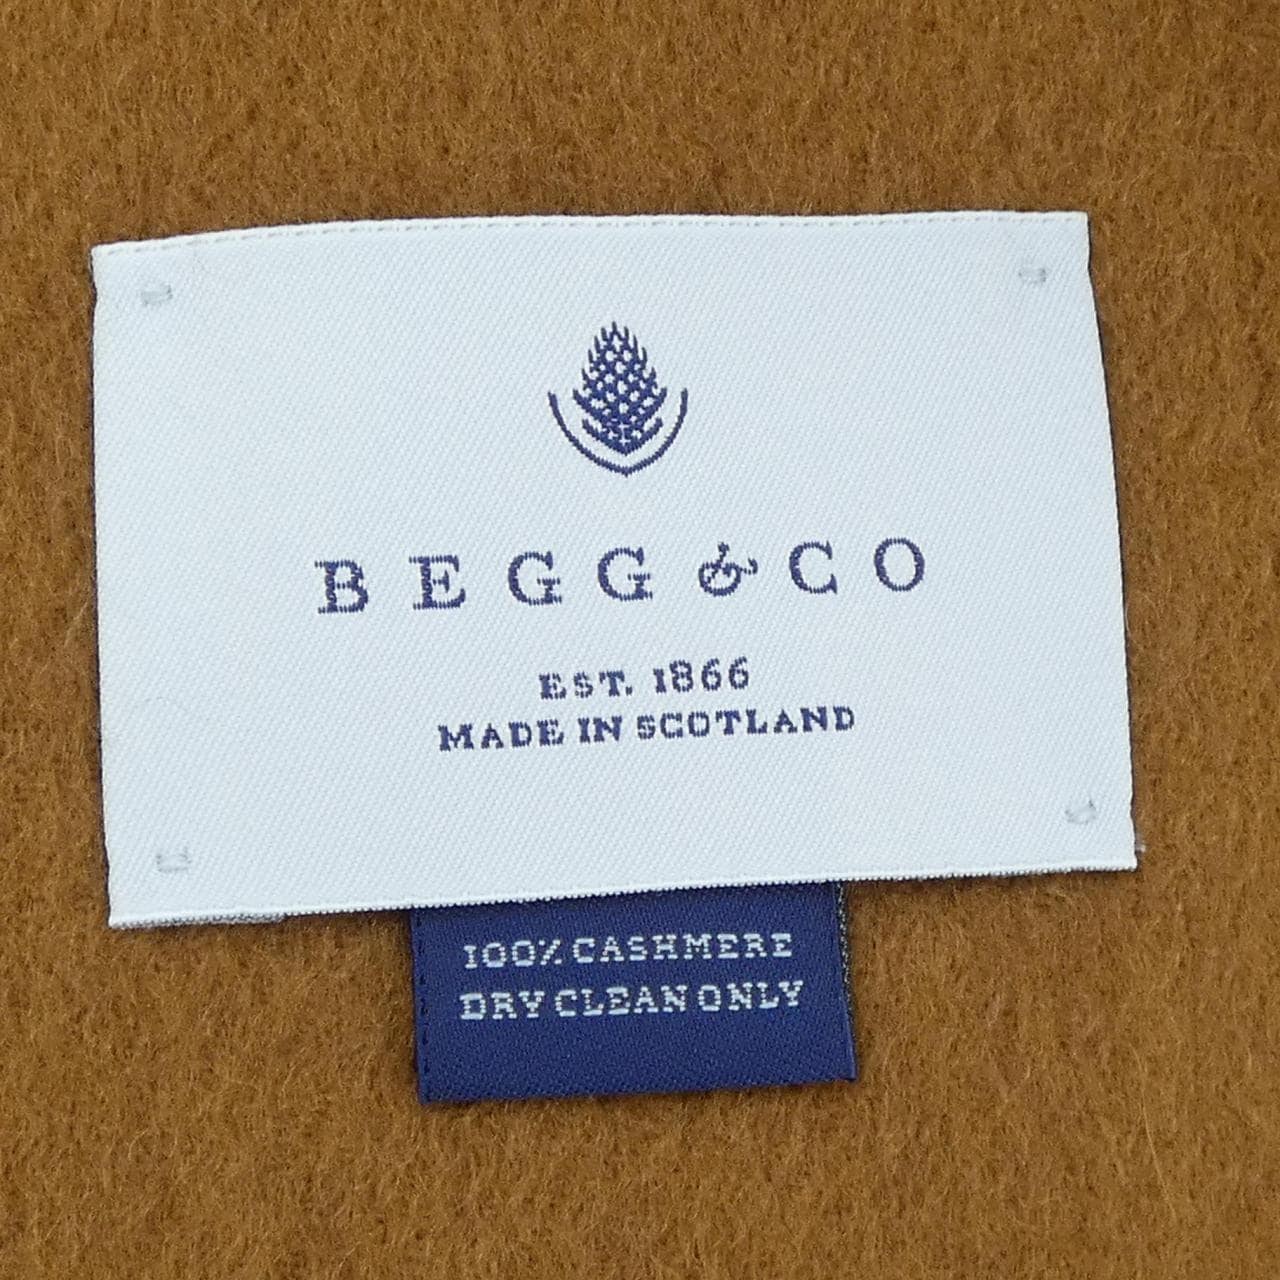 BEGG & CO
EST. 1866
MADE IN SCOTLAND
100% CASHMERE
DRY CLEAN ONLY